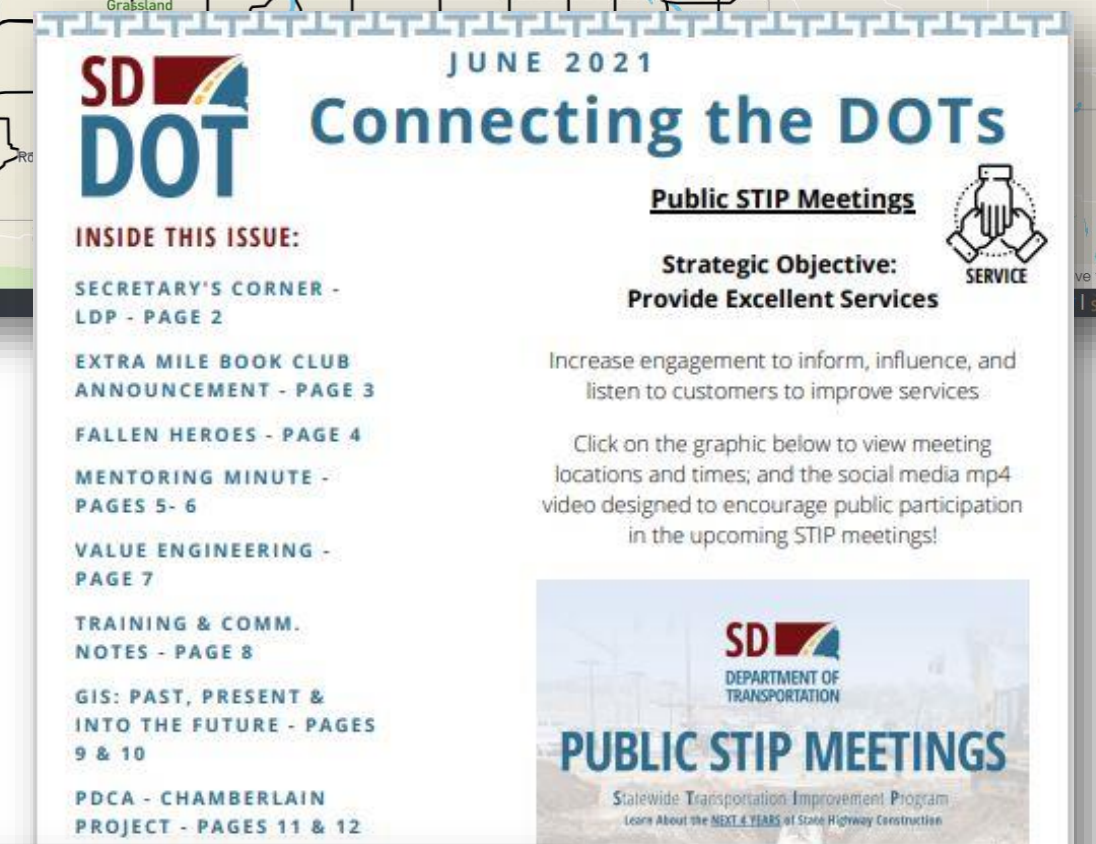 Grassland
JUNE 2021
SD
DOT
Connecting the DOTs
INSIDE THIS ISSUE:
SECRETARY'S CORNER -
LDP - PAGE 2
EXTRA MILE BOOK CLUB
ANNOUNCEMENT - PAGE 3
FALLEN HEROES - PAGE 4
MENTORING MINUTE -
PAGES 5- 6
VALUE ENGINEERING -
PAGE 7
TRAINING & COMM.
NOTES - PAGE 8
GIS: PAST, PRESENT &
INTO THE FUTURE - PAGES
9 & 10
PDCA - CHAMBERLAIN
PROJECT - PAGES 11 & 12
Public STIP Meetings
SERVICE
Strategic Objective:
Provide Excellent Services
Increase engagement to inform, influence, and
listen to customers to improve services
Click on the graphic below to view meeting
locations and times; and the social media mp4
video designed to encourage public participation
in the upcoming STIP meetings!
SD
DEPARTMENT OF
TRANSPORTATION
PUBLIC STIP MEETINGS
Statewide Transportation Improvement Program
Learn About the NEXT 4 YEARS of State Highway Construction